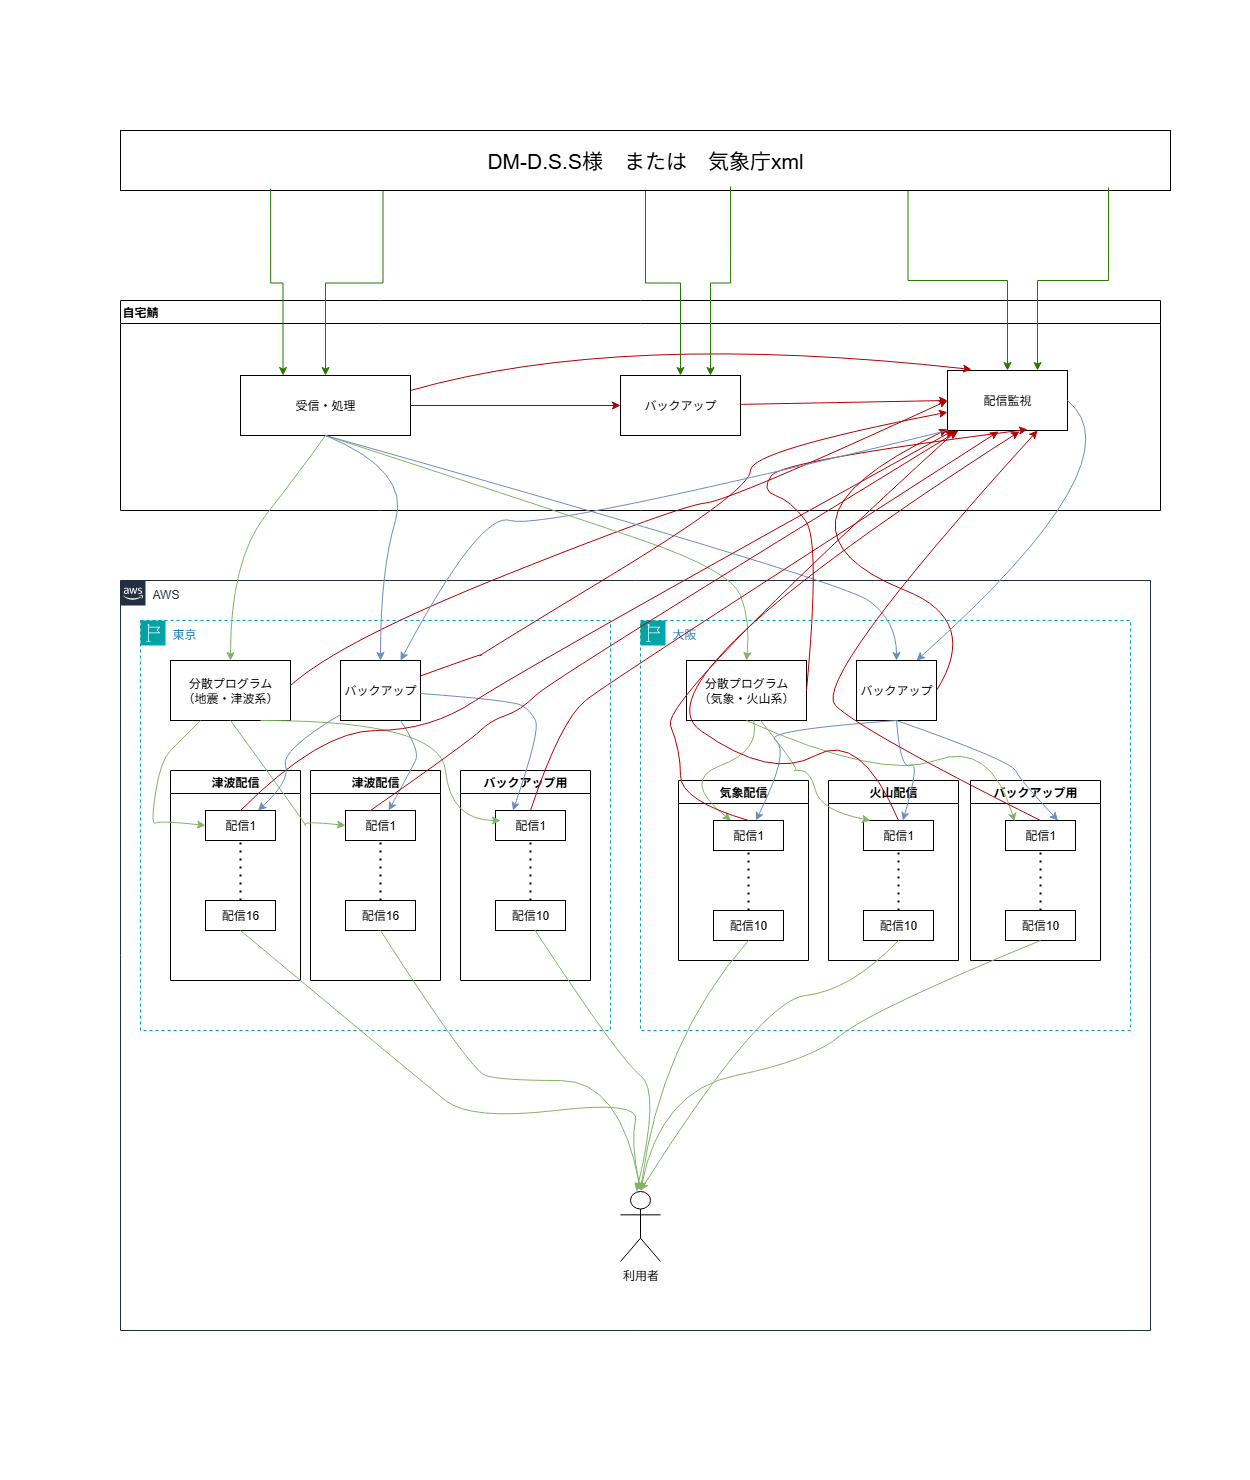 DM-D.S.S様　または　気象庁xml
自宅鯖
受信・処理
バックアップ
配信監視
aws
AWS
東京
大阪
分散プログラム
（地震・津波系）
バックアップ
分散プログラム
（気象・火山系）
バックアップ
津波配信
津波配信
バックアップ用
気象配信
火山配信
バックアップ用
配信1
配信1
配信1
配信1
配信1
配信1
配信16
配信16
配信10
配信10
配信10
配信10
利用者